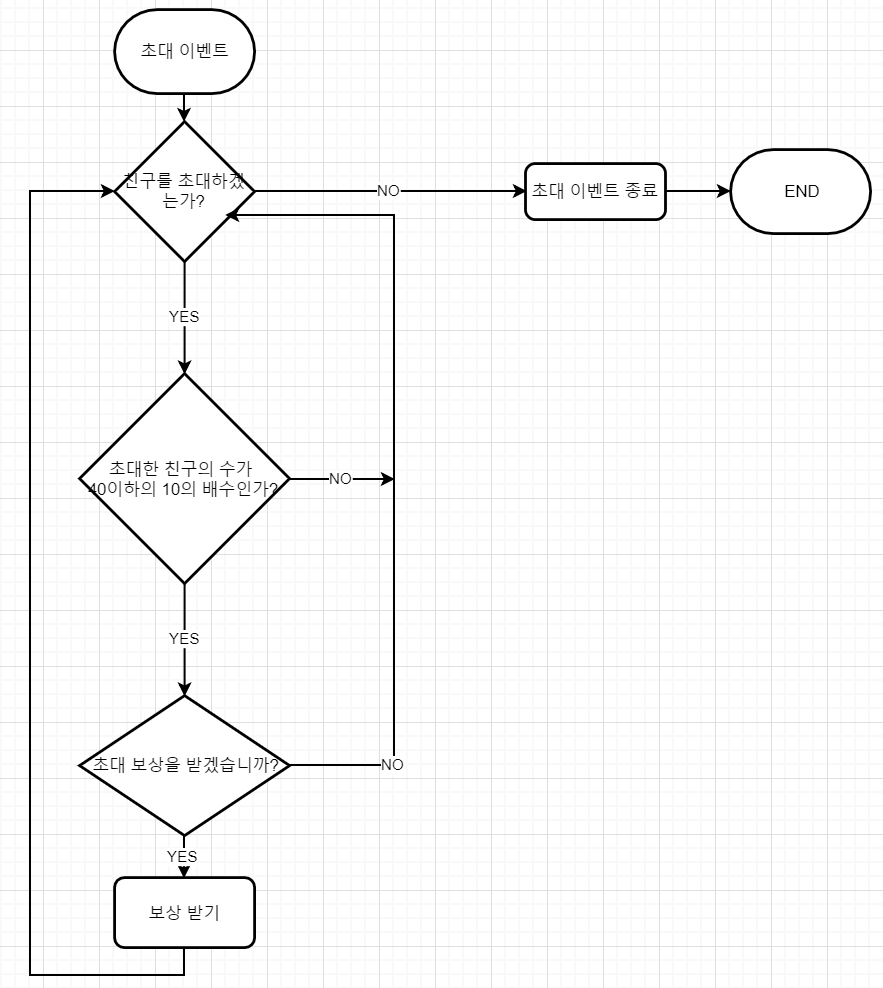 초대 이벤트
친구를 초대하겠
는가?
NO
초대 이벤트 종료
END
YES
초대한 친구의 수가
40이하의 10의 배수인가?
NO
YES
초대 보상을 받겠습니까?
NO
YES
보상 받기